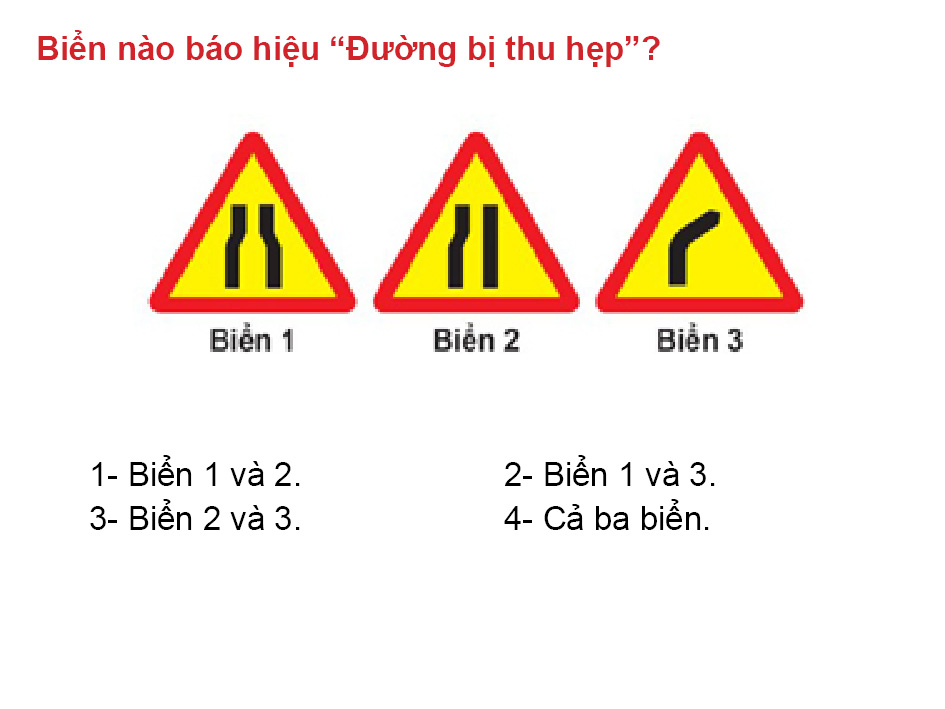 Biển nào báo hiệu “Đường bị thu hẹp”?
Biển 1 Biển 2 Biển 3
1- Biển 1 và 2. 2- Biển 1 và 3.
3- Biển 2 và 3. 4- Cả ba biển.